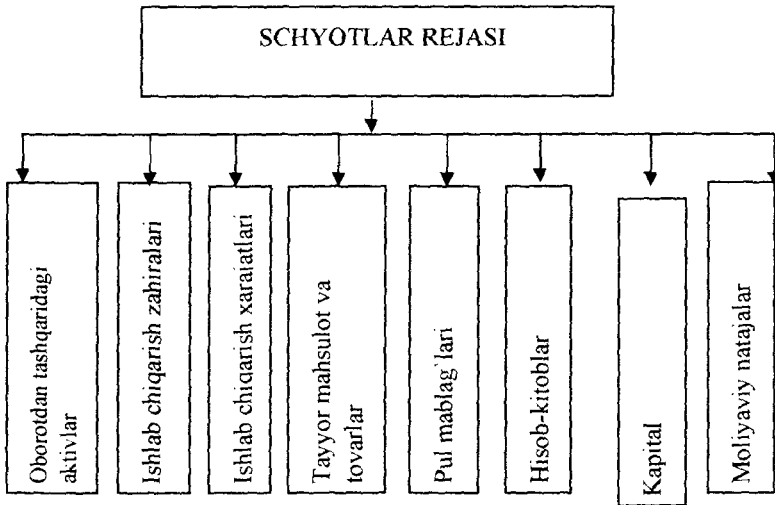 SCHYOTLAR REJASI
Oborotdan tashqaridagi
aktivlar
Ishlab chiqarish zahiralari
Ishlab chiqarish xarajatlari
Tayyor mahsulot va
tovarlar
Pul mablag`lari
Hisob-kitoblar
Kapital
Moliyaviy natajalar